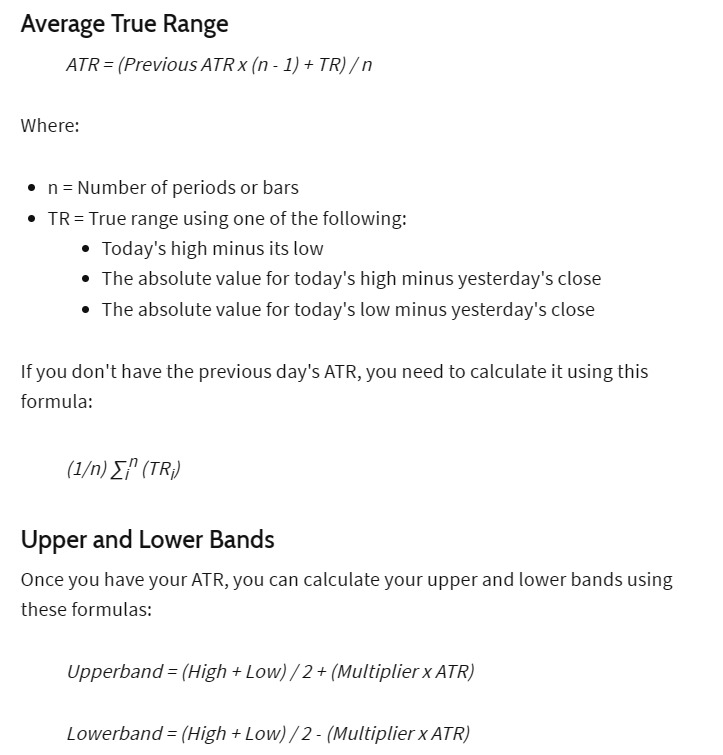 Average True Range
ATR = (Previous ATR x (n - 1) + TR) / n
Where:
• n = Number of periods or bars
• TR = True range using one of the following:
• Today's high minus its low
• The absolute value for today's high minus yesterday's close
• The absolute value for today's low minus yesterday's close
If you don't have the previous day's ATR, you need to calculate it using this
formula:
(1/n) ∑ᵢⁿ (TRᵢ)
Upper and Lower Bands
Once you have your ATR, you can calculate your upper and lower bands using
these formulas:
Upperband = (High + Low) / 2 + (Multiplier x ATR)
Lowerband = (High + Low) / 2 - (Multiplier x ATR)